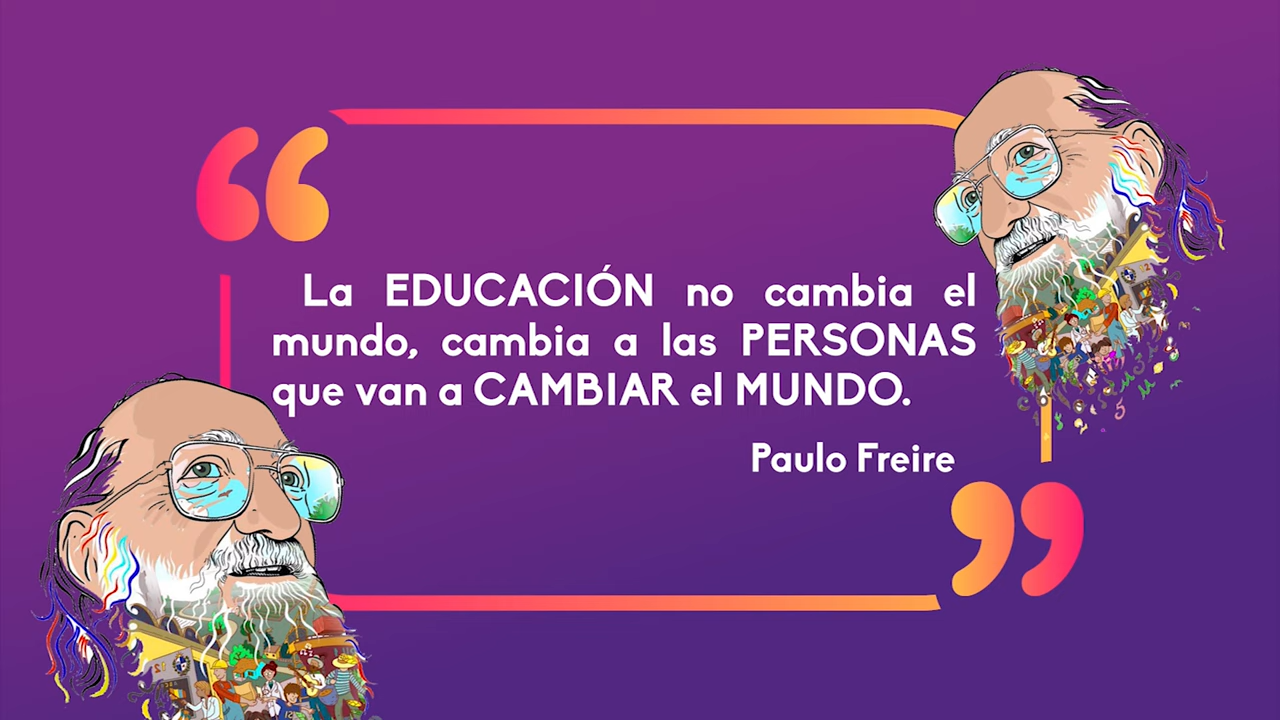 La EDUCACIÓN no cambia el
mundo, cambia a las PERSONAS
que van a CAMBIAR el MUNDO.
Paulo Freire